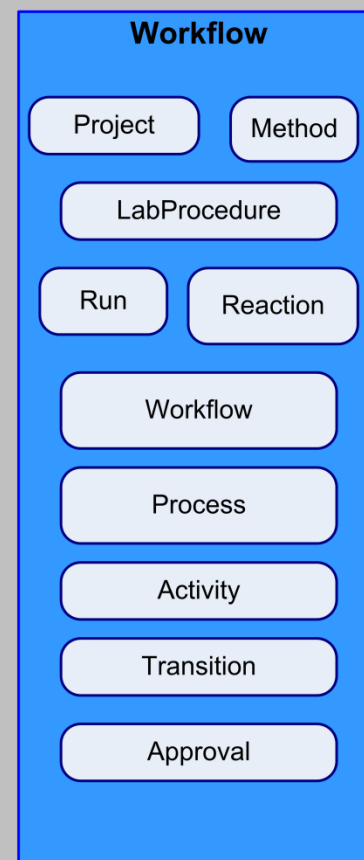 Workflow
Project
Method
LabProcedure
Run
Reaction
Workflow
Process
Activity
Transition
Approval